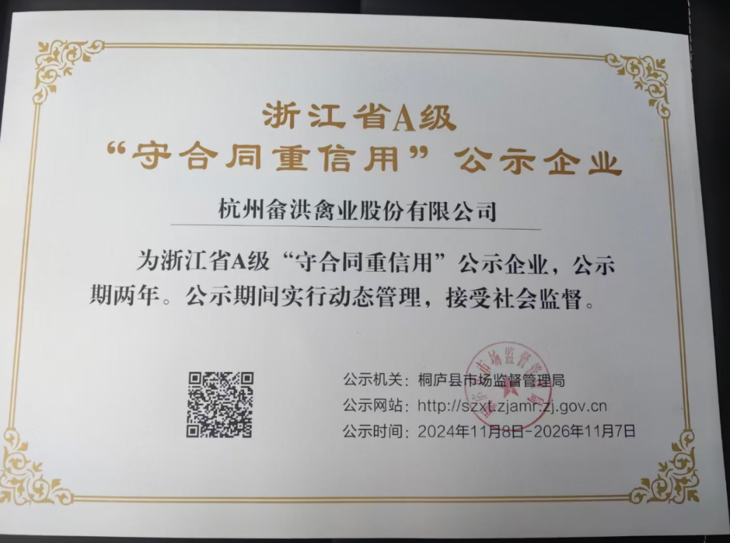 浙江省A级
“守合同重信用”公示企业
杭州畲洪禽业股份有限公司
为浙江省A级“守合同重信用”公示企业，公示
期两年。公示期间实行动态管理，接受社会监督。
公示机关：桐庐县市场监督管理局
公示网站：http://szxt.zjamr.zj.gov.cn
公示时间：2024年11月8日-2026年11月7日